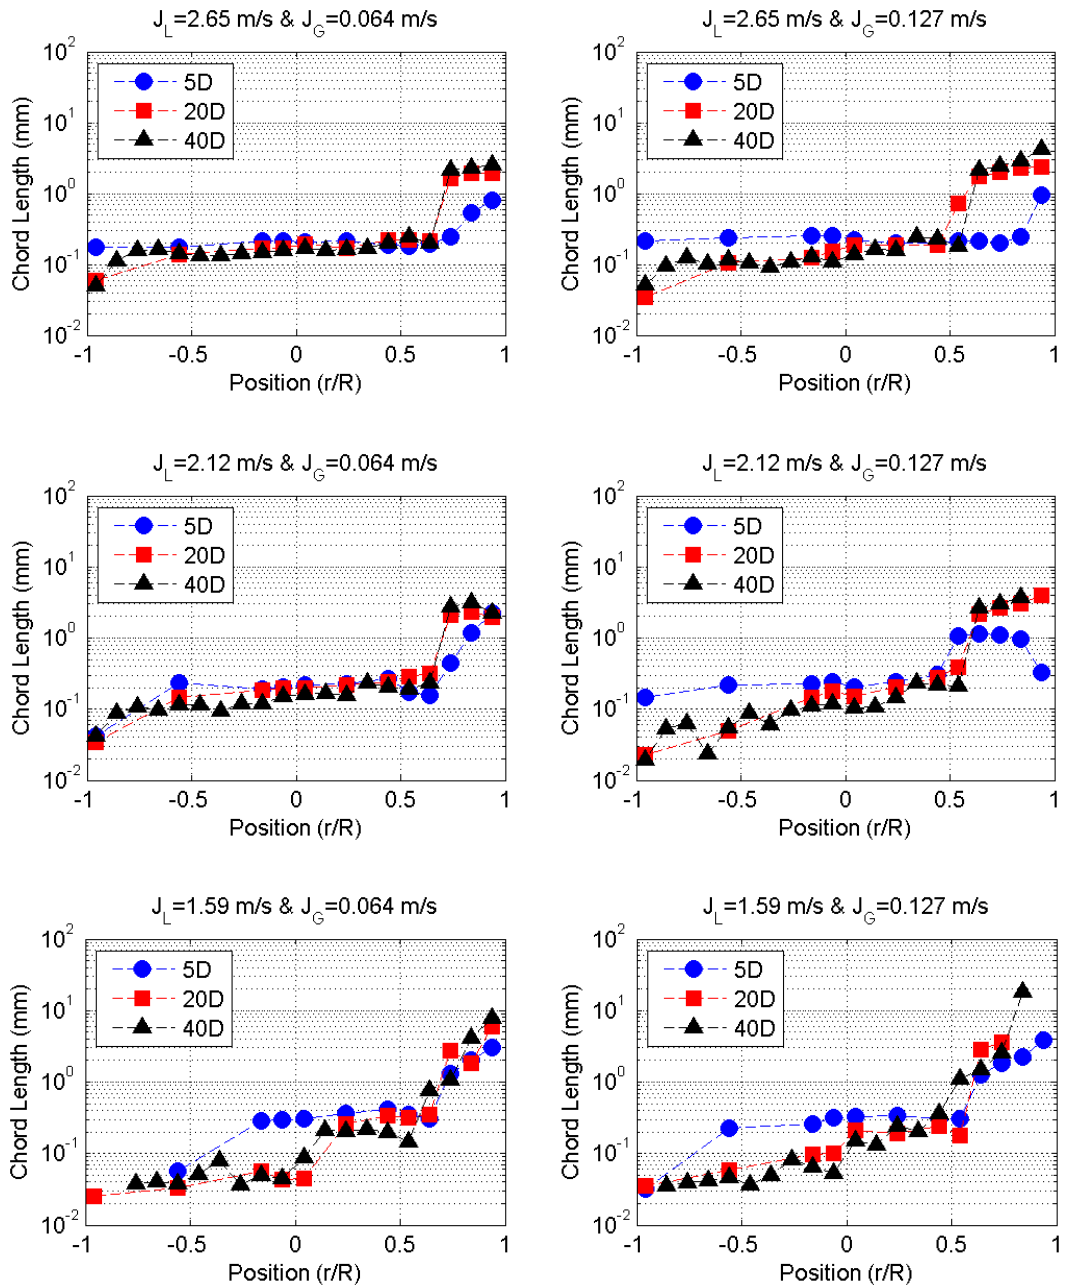 J_L=2.65 m/s & J_G=0.064 m/s
10^2
10^1
10^0
10^-1
10^-2
Chord Length (mm)
5D
20D
40D
-1 -0.5 0 0.5 1
Position (r/R)
J_L=2.65 m/s & J_G=0.127 m/s
10^2
10^1
10^0
10^-1
10^-2
Chord Length (mm)
5D
20D
40D
-1 -0.5 0 0.5 1
Position (r/R)
J_L=2.12 m/s & J_G=0.064 m/s
10^2
10^1
10^0
10^-1
10^-2
Chord Length (mm)
5D
20D
40D
-1 -0.5 0 0.5 1
Position (r/R)
J_L=2.12 m/s & J_G=0.127 m/s
10^2
10^1
10^0
10^-1
10^-2
Chord Length (mm)
5D
20D
40D
-1 -0.5 0 0.5 1
Position (r/R)
J_L=1.59 m/s & J_G=0.064 m/s
10^2
10^1
10^0
10^-1
10^-2
Chord Length (mm)
5D
20D
40D
-1 -0.5 0 0.5 1
Position (r/R)
J_L=1.59 m/s & J_G=0.127 m/s
10^2
10^1
10^0
10^-1
10^-2
Chord Length (mm)
5D
20D
40D
-1 -0.5 0 0.5 1
Position (r/R)